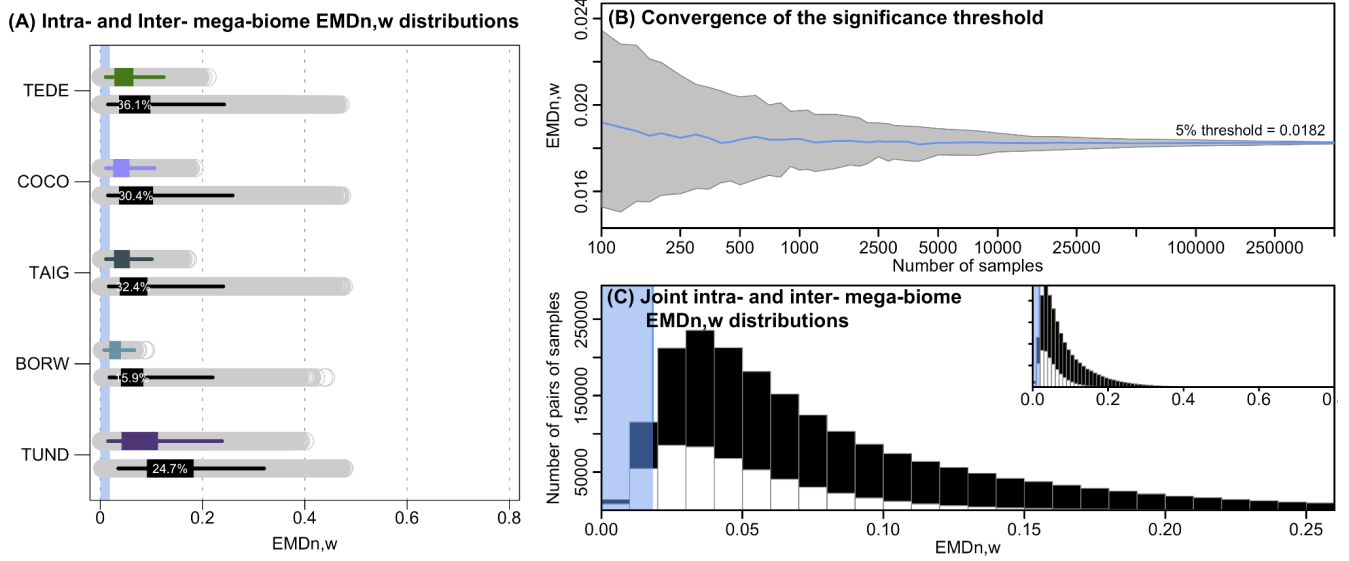 (A) Intra- and Inter- mega-biome EMDn,w distributions
TEDE
36.1%
COCO
30.4%
TAIG
32.4%
BORW
15.9%
TUND
24.7%
0 0.2 0.4 0.6 0.8
EMDn,w
(B) Convergence of the significance threshold
EMDn,w
0.024
0.020
0.016
5% threshold = 0.0182
100 250 500 1000 2500 5000 10000 25000 100000 250000
Number of samples
(C) Joint intra- and inter- mega-biome
EMDn,w distributions
Number of pairs of samples
250000
150000
50000
0.00 0.05 0.10 0.15 0.20 0.25
EMDn,w
0.0 0.2 0.4 0.6